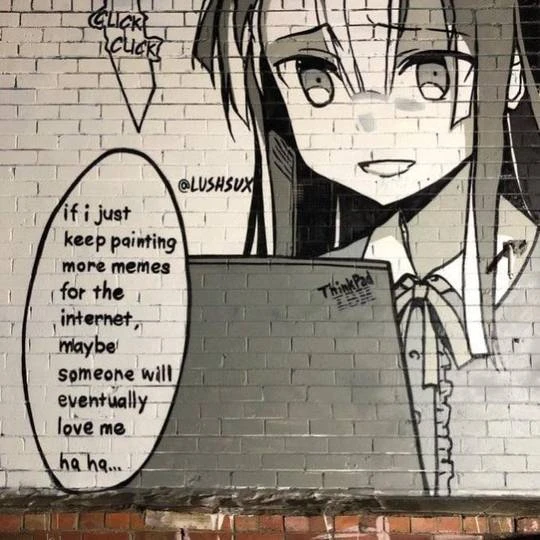 CLICK
CLICK
@LUSHSUX
if i just
keep painting
more memes
for the
internet,
maybe
someone will
eventually
love me
ha ha...
ThinkPad